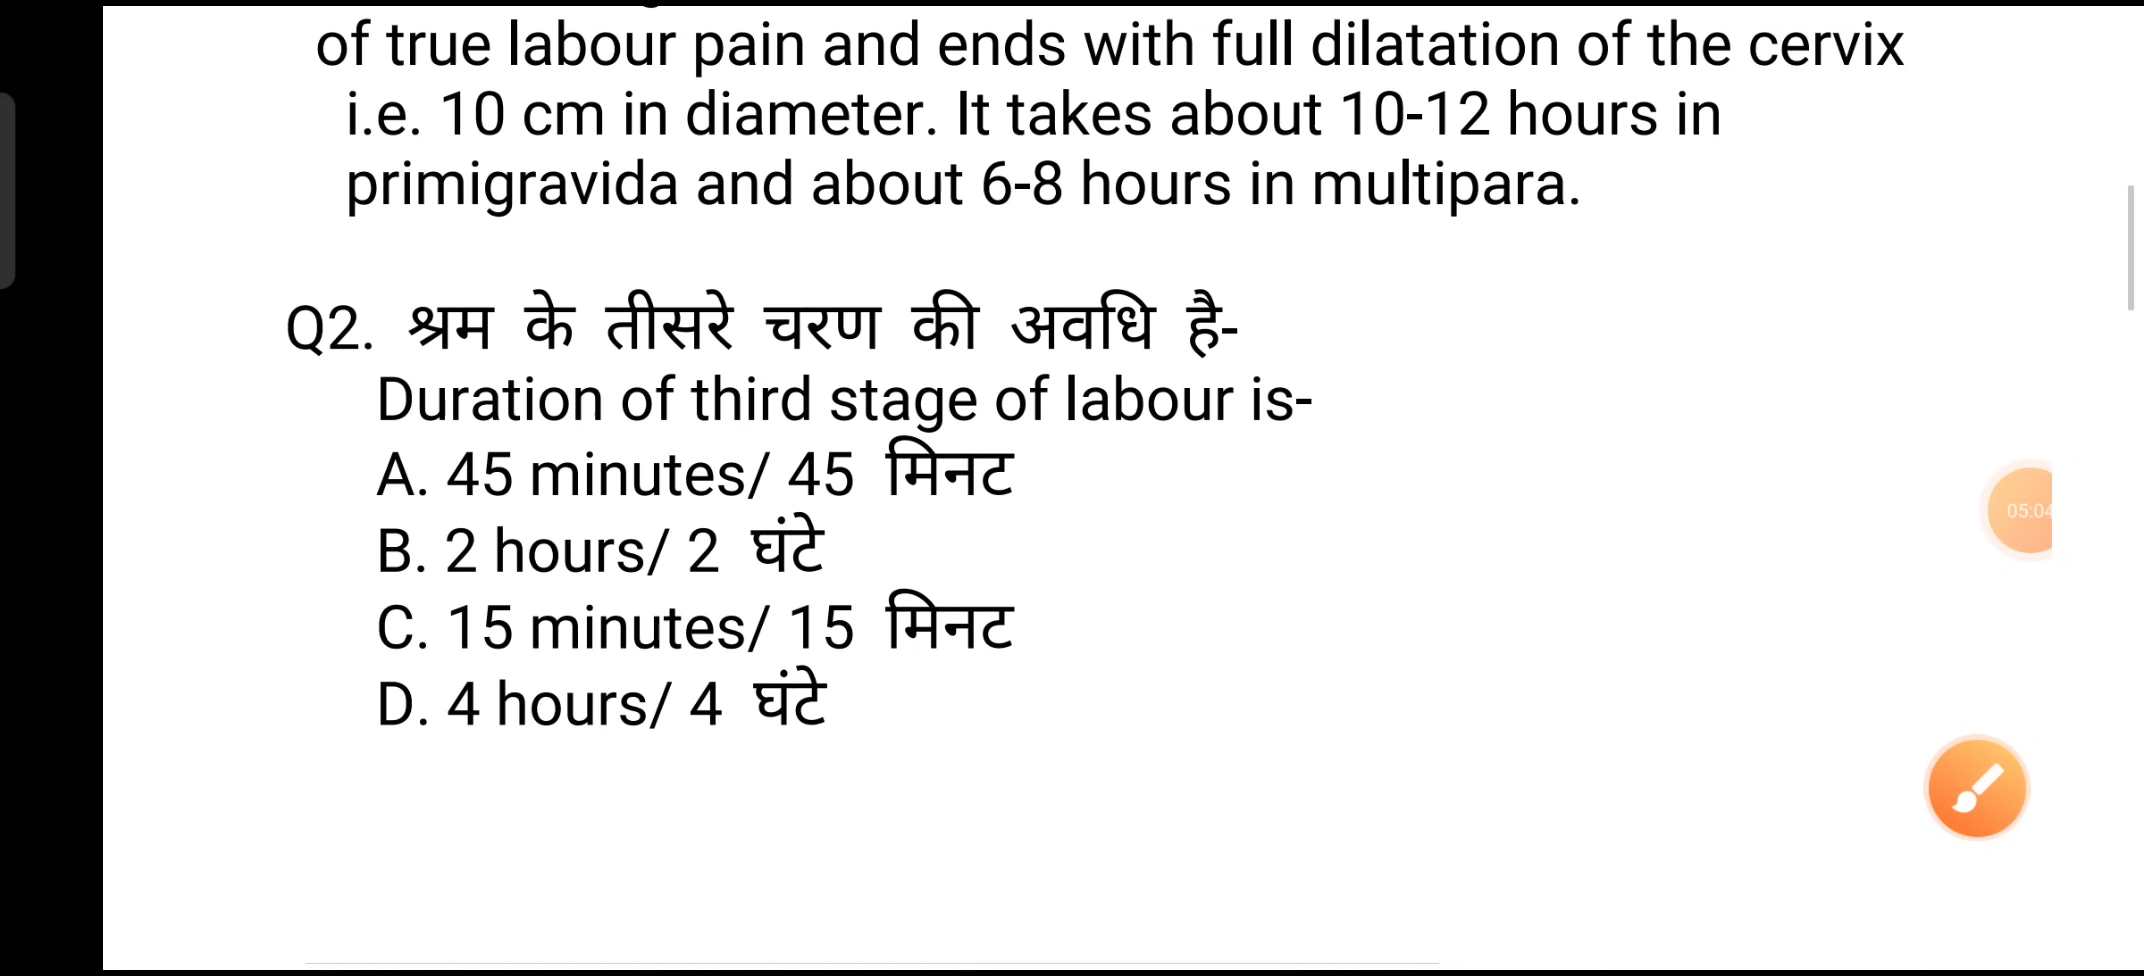 of true labour pain and ends with full dilatation of the cervix
i.e. 10 cm in diameter. It takes about 10-12 hours in
primigravida and about 6-8 hours in multipara.
Q2. श्रम के तीसरे चरण की अवधि है-
Duration of third stage of labour is-
A. 45 minutes/ 45 मिनट
B. 2 hours/ 2 घंटे
C. 15 minutes/ 15 मिनट
D. 4 hours/ 4 घंटे
05:04